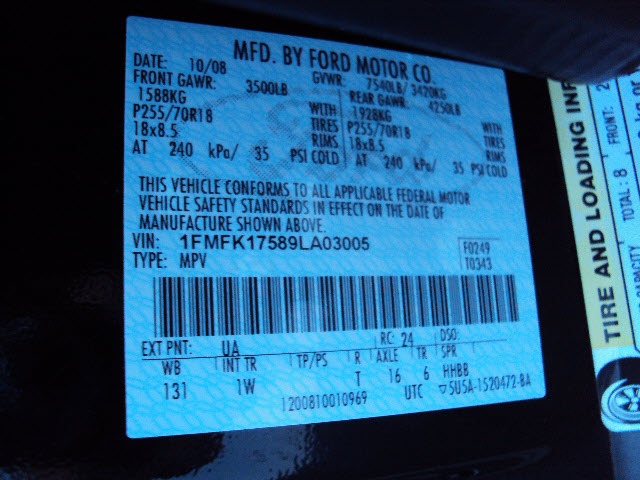 MFD. BY FORD MOTOR CO.
DATE: 10/08 GVWR: 7540LB/ 3420KG
FRONT GAWR: 3500LB REAR GAWR: 4250LB
1588KG WITH 1928KG WITH
P255/70R18 TIRES P255/70R18 TIRES
18x8.5 RIMS 18x8.5 RIMS
AT 240 kPa/ 35 PSI COLD AT 240 kPa/ 35 PSI COLD
THIS VEHICLE CONFORMS TO ALL APPLICABLE FEDERAL MOTOR
VEHICLE SAFETY STANDARDS IN EFFECT ON THE DATE OF
MANUFACTURE SHOWN ABOVE.
VIN: 1FMFK17589LA03005 F0249
TYPE: MPV T0343
EXT PNT: UA RC: 24 DSO:
WB INT TR TP/PS R AXLE TR SPR
131 1W T 16 6 HHBB
1200810010969 UTC ▽5U5A-1520472-BA
TIRE AND LOADING
CAPACITY TOTAL: 8 FRONT: 2